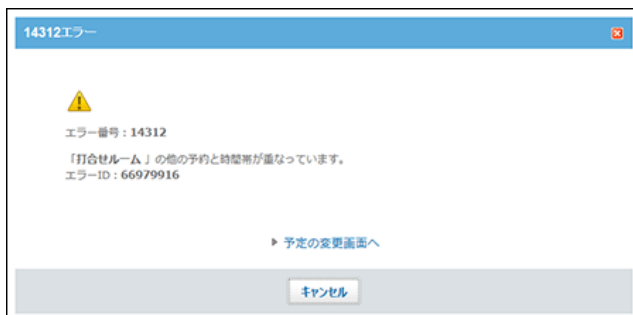 14312エラー
エラー番号：14312
「打合せルーム 」の他の予約と時間帯が重なっています。
エラーID：66979916
予定の変更画面へ
キャンセル